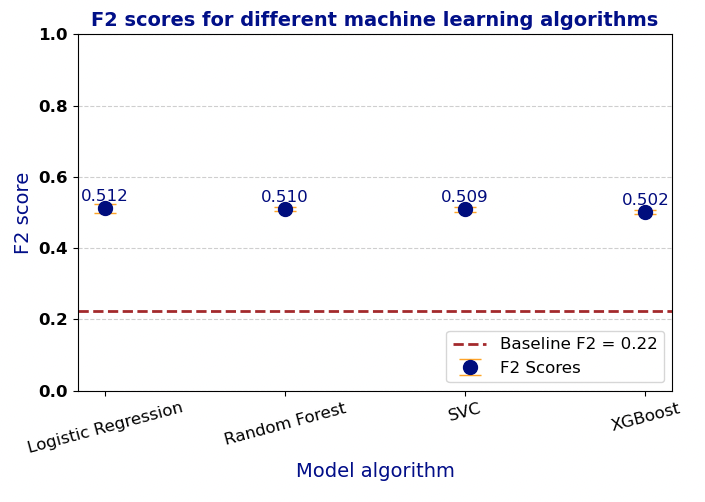 F2 scores for different machine learning algorithms
F2 score
1.0
0.8
0.6
0.4
0.2
0.0
0.512
0.510
0.509
0.502
Baseline F2 = 0.22
F2 Scores
Logistic Regression
Random Forest
SVC
XGBoost
Model algorithm